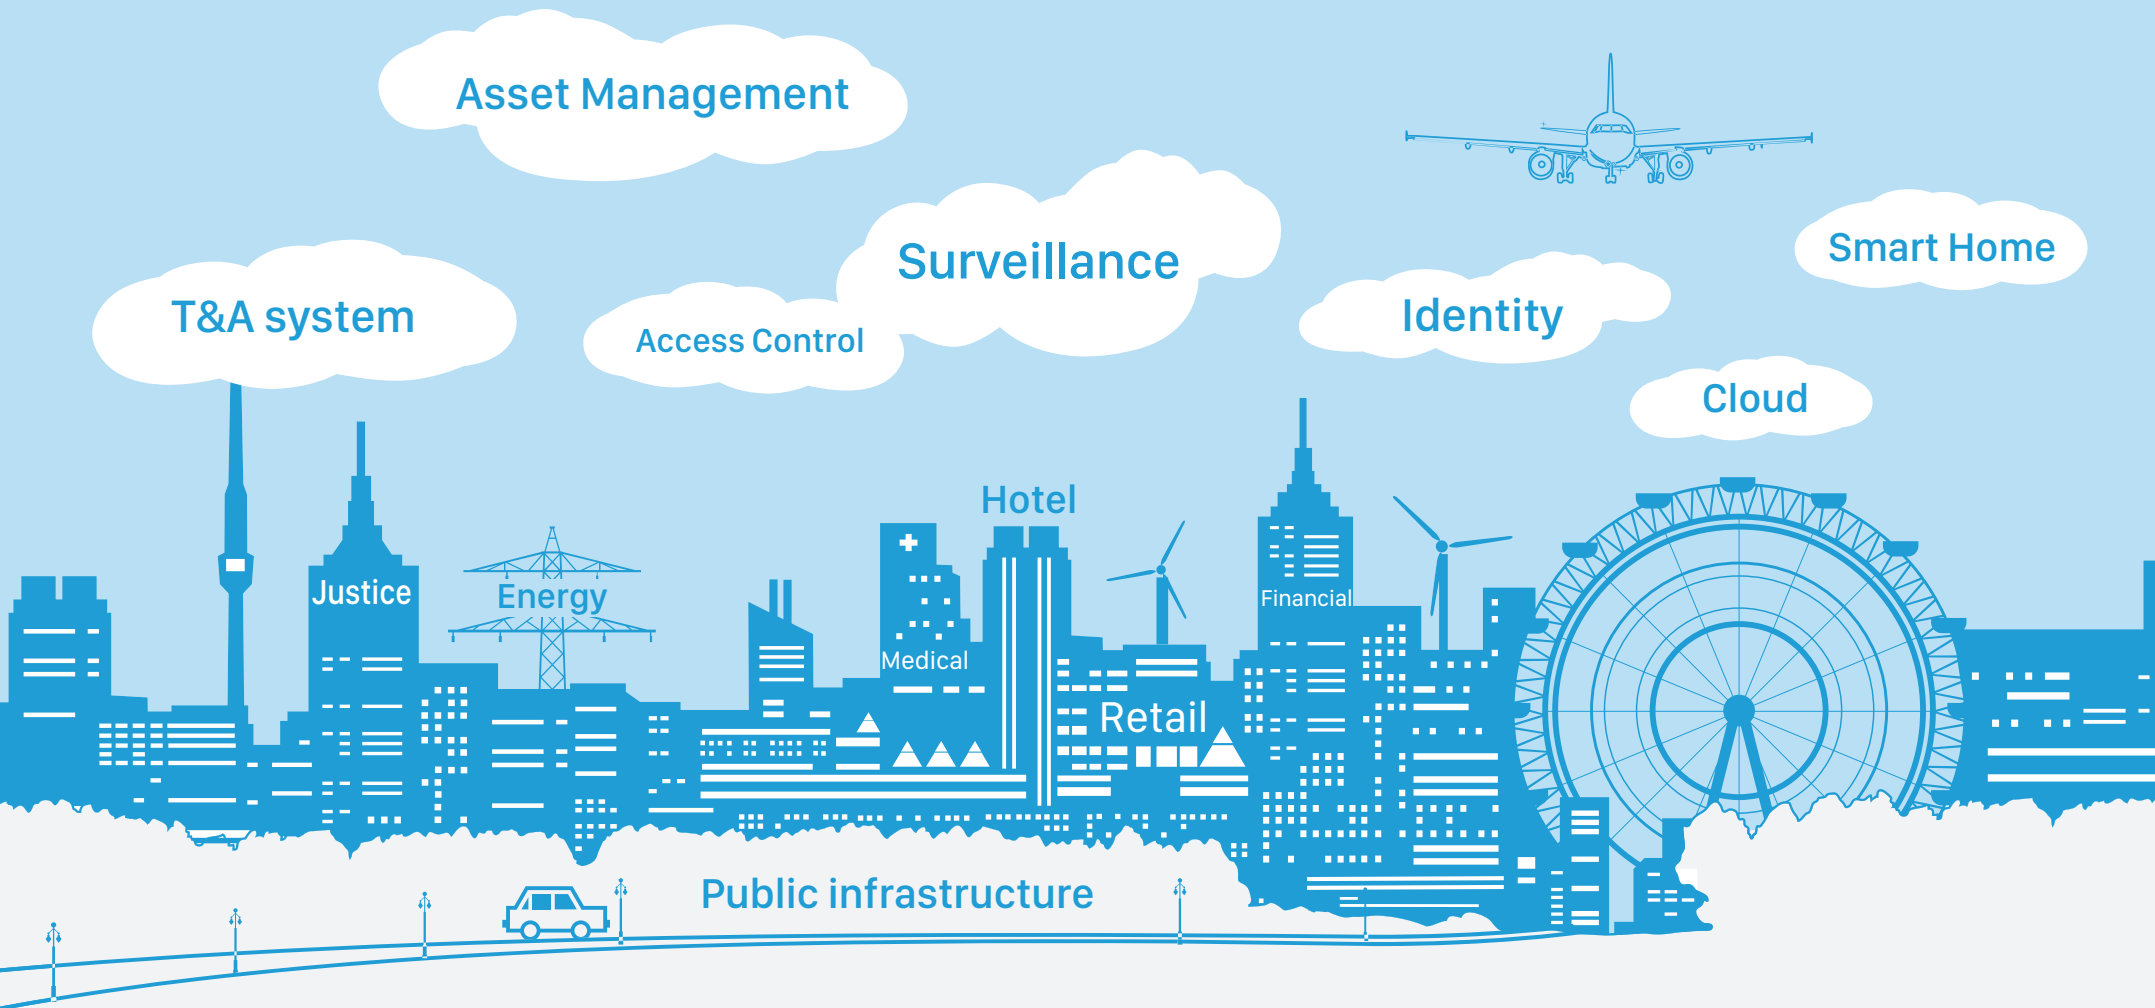 Asset Management
Surveillance
Smart Home
T&A system
Access Control
Identity
Cloud
Hotel
Justice
Energy
Financial
Medical
Retail
Public infrastructure